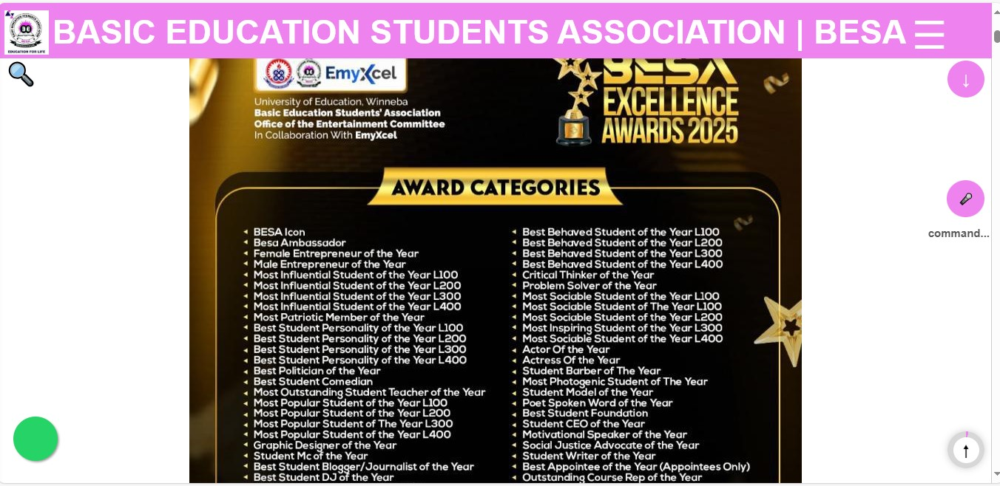 BASIC EDUCATION STUDENTS ASSOCIATION | BESA
EDUCATION FOR LIFE
EmyXcel
University of Education, Winneba
Basic Education Students' Association
Office of the Entertainment Committee
In Collaboration With EmyXcel
BESA
EXCELLENCE
AWARDS 2025
AWARD CATEGORIES
BESA Icon
Besa Ambassador
Female Entrepreneur of the Year
Male Entrepreneur of the Year
Most Influential Student of the Year L100
Most Influential Student of the Year L200
Most Influential Student of the Year L300
Most Influential Student of the Year L400
Most Patriotic Member of the Year
Best Student Personality of the Year L100
Best Student Personality of the Year L200
Best Student Personality of the Year L300
Best Student Personality of the Year L400
Best Politician of the Year
Best Student Comedian
Most Outstanding Student Teacher of the Year
Most Popular Student of the Year L100
Most Popular Student of the Year L200
Most Popular Student of The Year L300
Most Popular Student of the Year L400
Graphic Designer of the Year
Student Mc of the Year
Best Student Blogger/Journalist of the Year
Best Student DJ of the Year
Best Behaved Student of the Year L100
Best Behaved Student of the Year L200
Best Behaved Student of the Year L300
Best Behaved Student of the Year L400
Critical Thinker of the Year
Problem Solver of the Year
Most Sociable Student of the Year L100
Most Sociable Student of The Year L100
Most Sociable Student of the Year L200
Most Inspiring Student of the Year L300
Most Sociable Student of the Year L400
Actor Of the Year
Actress Of the Year
Student Barber of The Year
Most Photogenic Student of The Year
Student Model of the Year
Poet Spoken Word of the Year
Best Student Foundation
Student CEO of the Year
Motivational Speaker of the Year
Social Justice Advocate of the Year
Student Writer of the Year
Best Appointee of the Year (Appointees Only)
Outstanding Course Rep of the Year
command...